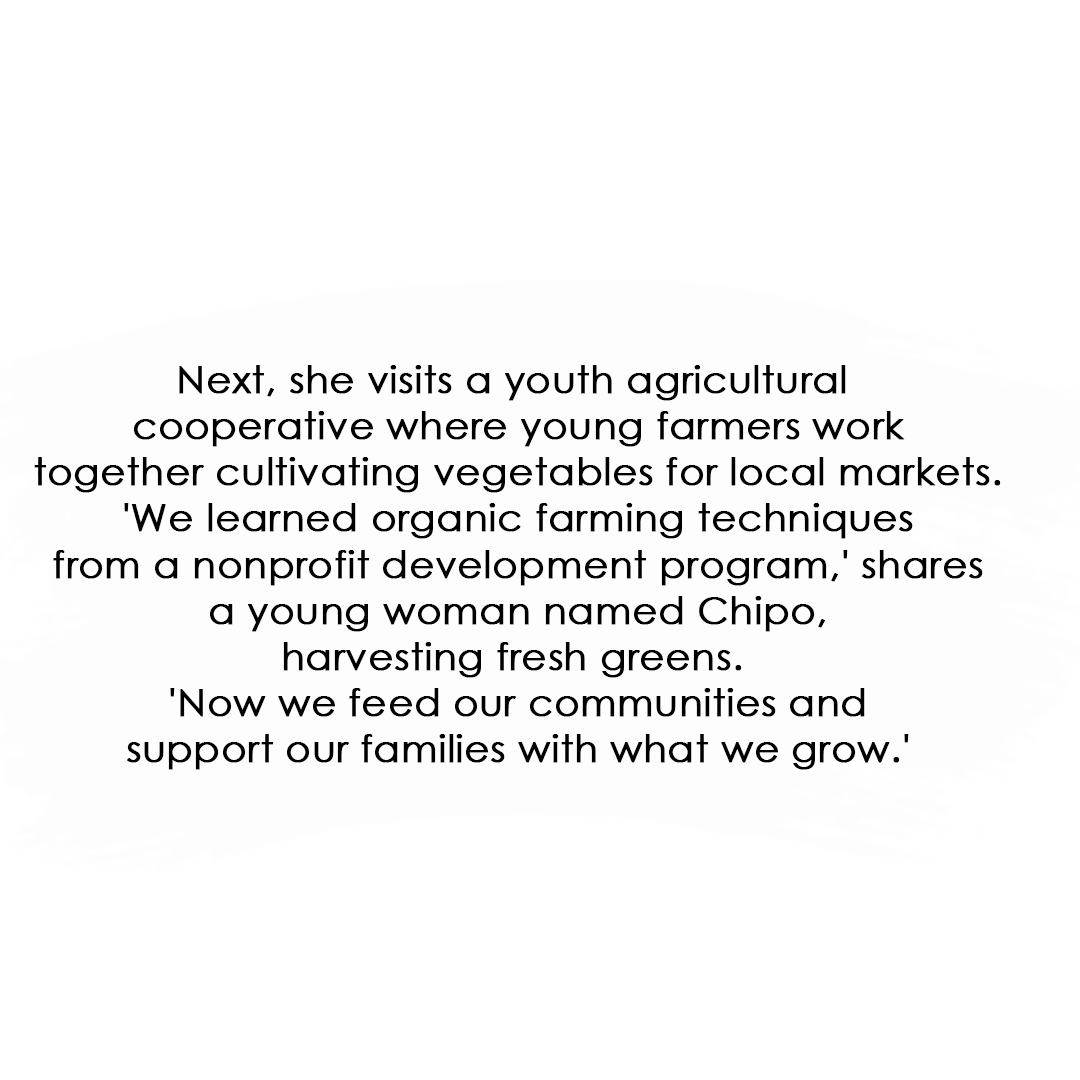 Next, she visits a youth agricultural
cooperative where young farmers work
together cultivating vegetables for local markets.
'We learned organic farming techniques
from a nonprofit development program,' shares
a young woman named Chipo,
harvesting fresh greens.
'Now we feed our communities and
support our families with what we grow.'